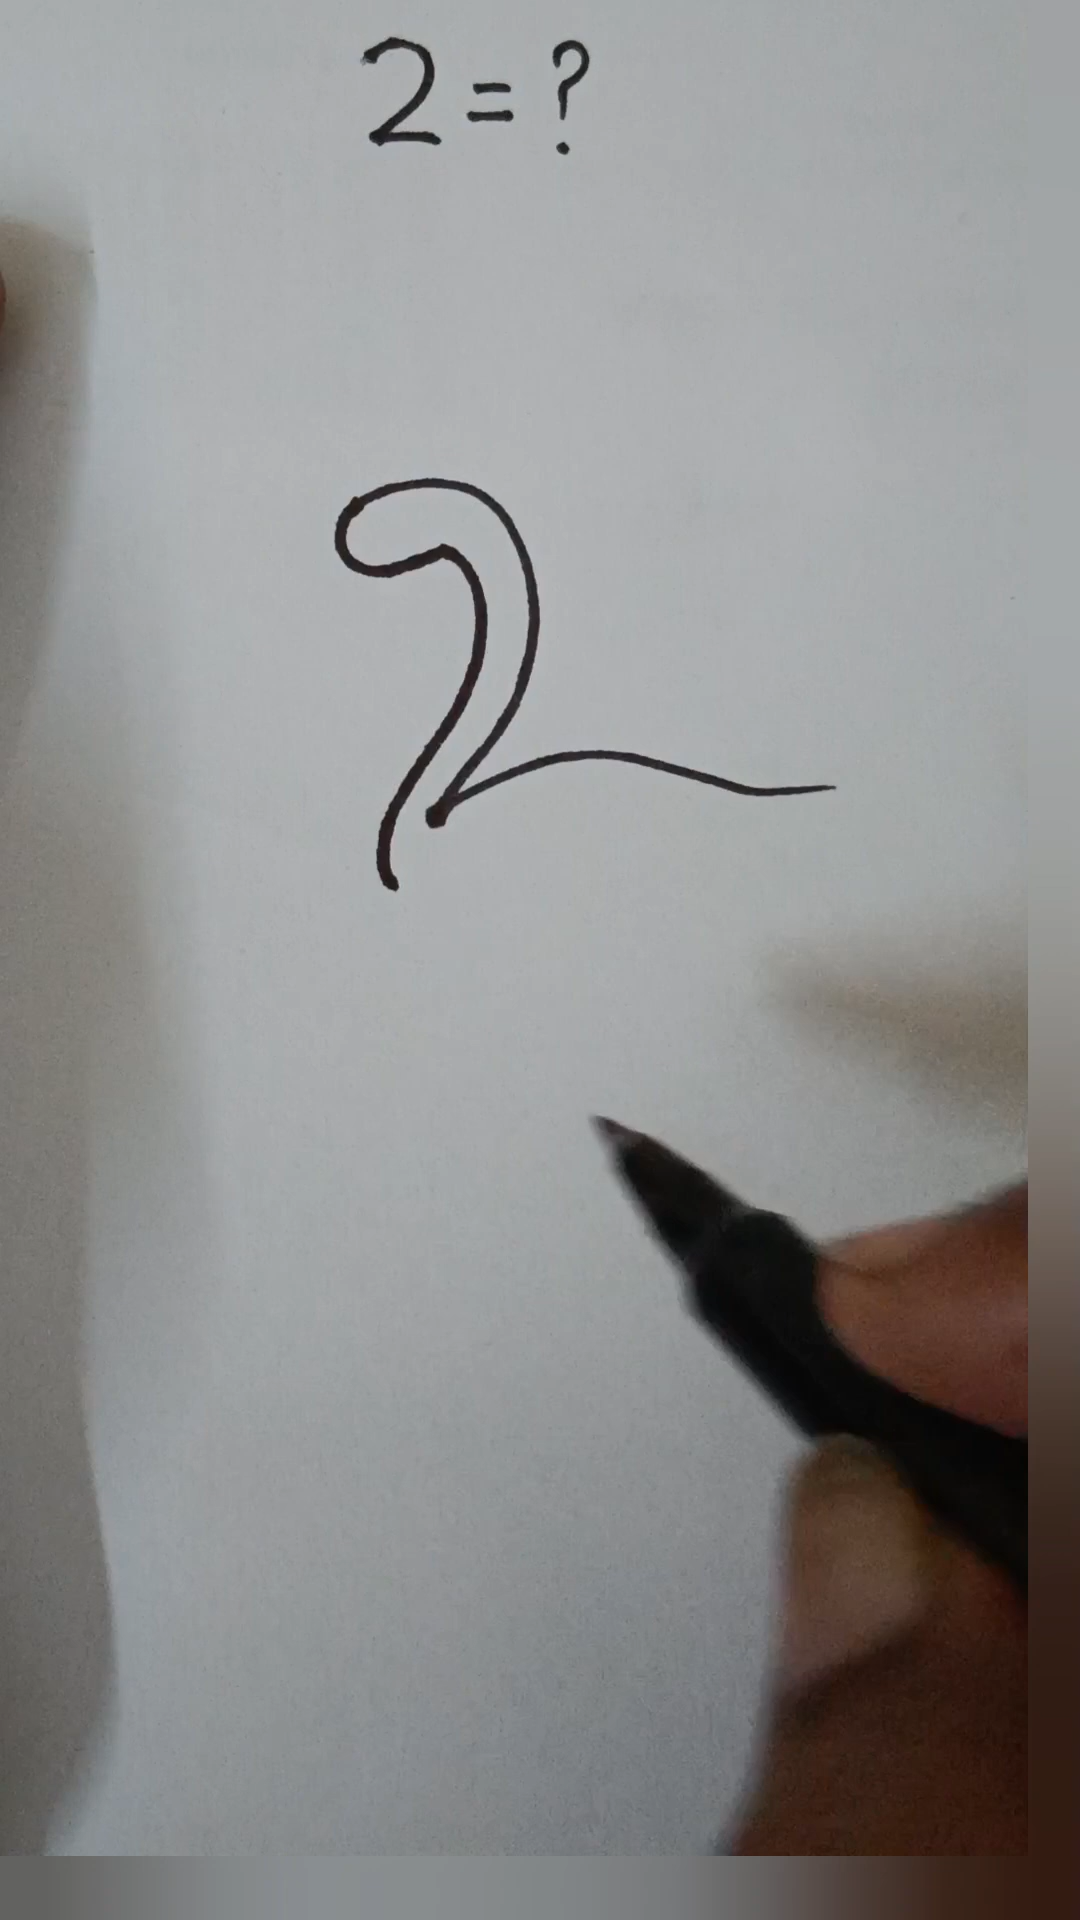 2 = ?